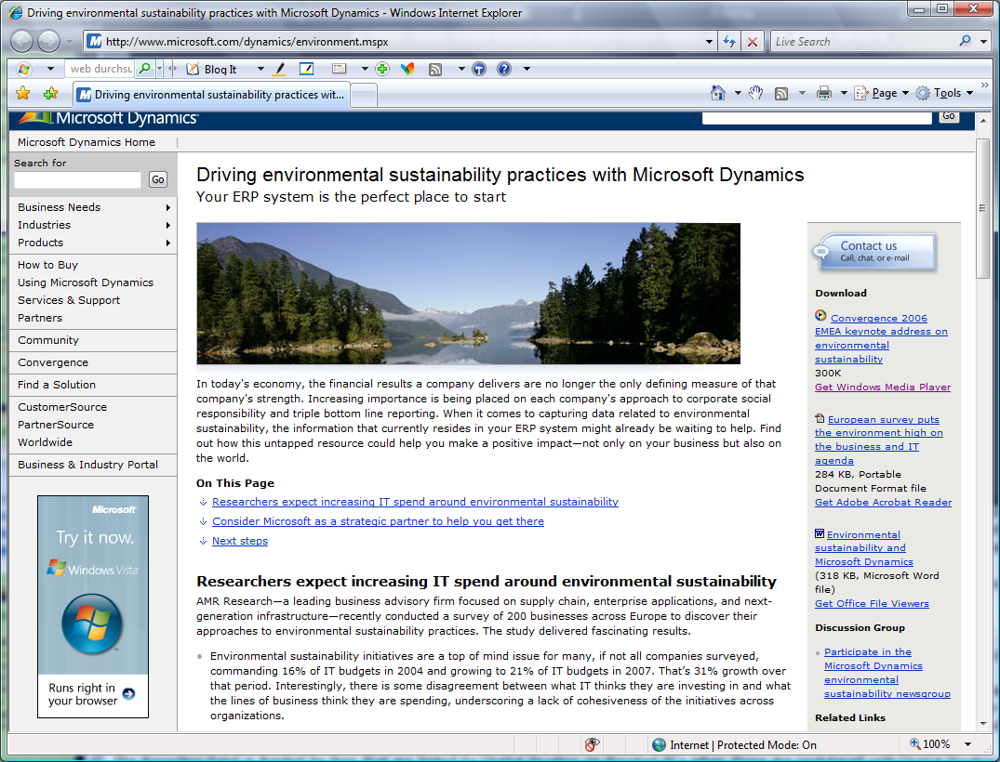 Driving environmental sustainability practices with Microsoft Dynamics - Windows Internet Explorer
http://www.microsoft.com/dynamics/environment.mspx
Live Search
web durchsu
Blog It
Driving environmental sustainability practices wit...
Page
Tools
Microsoft Dynamics
Go
Microsoft Dynamics Home
Search for
Go
Business Needs
Industries
Products
How to Buy
Using Microsoft Dynamics
Services & Support
Partners
Community
Convergence
Find a Solution
CustomerSource
PartnerSource
Worldwide
Business & Industry Portal
Microsoft
Try it now.
Windows Vista
Runs right in
your browser
Driving environmental sustainability practices with Microsoft Dynamics
Your ERP system is the perfect place to start
In today's economy, the financial results a company delivers are no longer the only defining measure of that
company's strength. Increasing importance is being placed on each company's approach to corporate social
responsibility and triple bottom line reporting. When it comes to capturing data related to environmental
sustainability, the information that currently resides in your ERP system might already be waiting to help. Find
out how this untapped resource could help you make a positive impact—not only on your business but also on
the world.
On This Page
Researchers expect increasing IT spend around environmental sustainability
Consider Microsoft as a strategic partner to help you get there
Next steps
Researchers expect increasing IT spend around environmental sustainability
AMR Research—a leading business advisory firm focused on supply chain, enterprise applications, and next-
generation infrastructure—recently conducted a survey of 200 businesses across Europe to discover their
approaches to environmental sustainability practices. The study delivered fascinating results.
Environmental sustainability initiatives are a top of mind issue for many, if not all companies surveyed,
commanding 16% of IT budgets in 2004 and growing to 21% of IT budgets in 2007. That's 31% growth over
that period. Interestingly, there is some disagreement between what IT thinks they are investing in and what
the lines of business think they are spending, underscoring a lack of cohesiveness of the initiatives across
organizations.
Contact us
Call, chat, or e-mail
Download
Convergence 2006
EMEA keynote address on
environmental
sustainability
300K
Get Windows Media Player
European survey puts
the environment high on
the business and IT
agenda
284 KB, Portable
Document Format file
Get Adobe Acrobat Reader
Environmental
sustainability and
Microsoft Dynamics
(318 KB, Microsoft Word
file)
Get Office File Viewers
Discussion Group
Participate in the
Microsoft Dynamics
environmental
sustainability newsgroup
Related Links
Internet | Protected Mode: On
100%